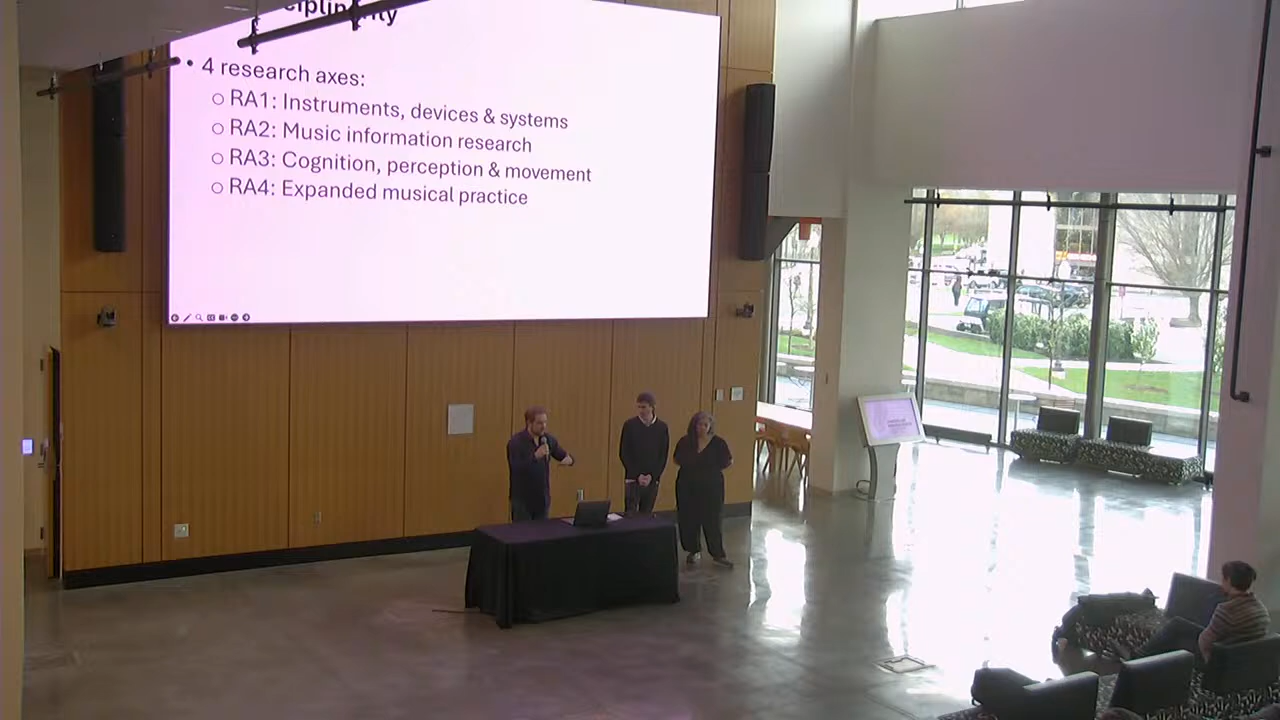 • 4 research axes:
○ RA1: Instruments, devices & systems
○ RA2: Music information research
○ RA3: Cognition, perception & movement
○ RA4: Expanded musical practice